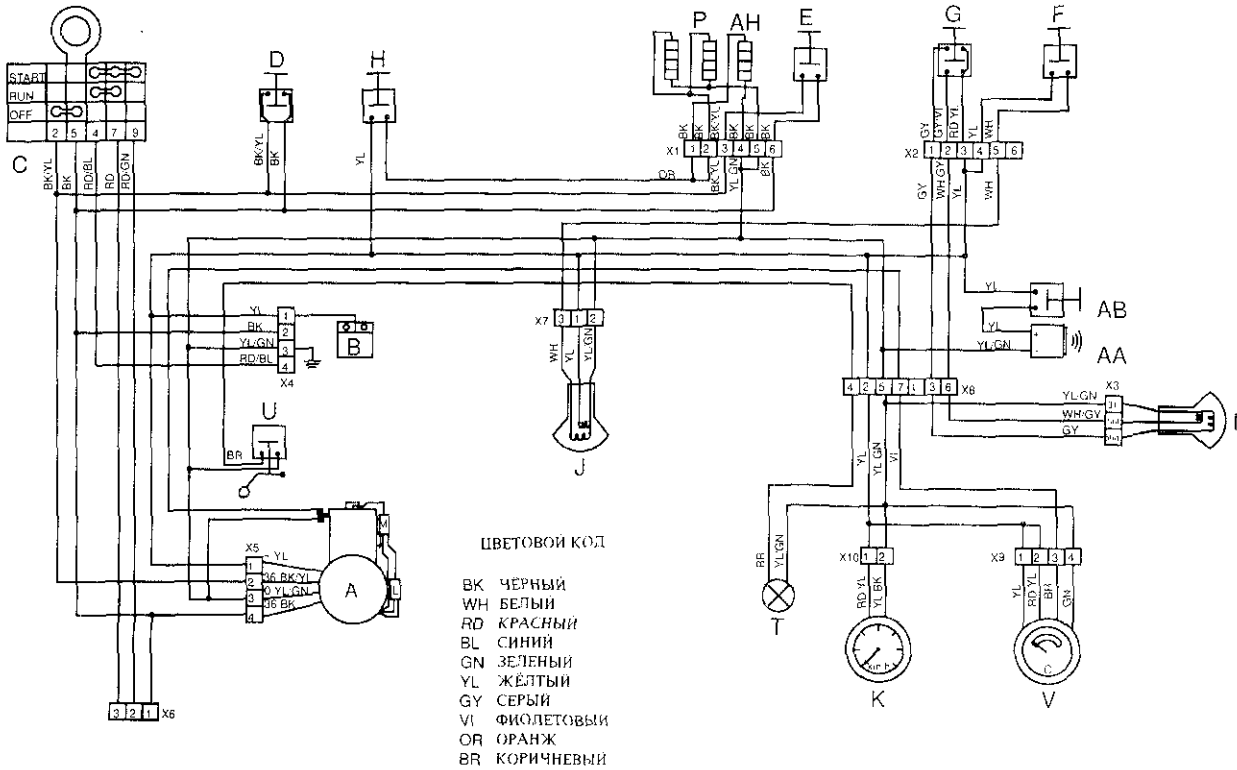 P AH E G F
D H
START
RUN
OFF
2 5 4 7 9
C
BK/YL BK RD/BL RD RD/GN
BK/YL BK
YL
BK BK BK/YL BK BK BK
X1 1 2 3 4 5 6
OR BK/YL YL GN BK
GY GY/VI RD YL YL WH
X2 1 2 3 4 5 6
GY WH GY YL WH
YL 1
BK 2
YL/GN 3
RD/BL 4
X4
B
X7 3 1 2
WH YL YL/GN
J
YL AB
YL
YL/GN AA
4 2 5 7 1 3 6 X8
X3
YL GN 31
WH/GY
GY
I
U
BR
YL YL GN VI
BR YL/GN
T
X5
1 YL
2 36 BK/YL
3 0 YL/GN
4 36 BK
A
M
L
X10 1 2
RD YL YL BK
K
X9 1 2 3 4
YL RD YL BR GN
C
V
3 2 1 X6
ЦВЕТОВОЙ КОД
BK ЧЁРНЫЙ
WH БЕЛЫЙ
RD КРАСНЫЙ
BL СИНИЙ
GN ЗЕЛЕНЫЙ
YL ЖЁЛТЫЙ
GY СЕРЫЙ
VI ФИОЛЕТОВЫЙ
OR ОРАНЖ
BR КОРИЧНЕВЫЙ